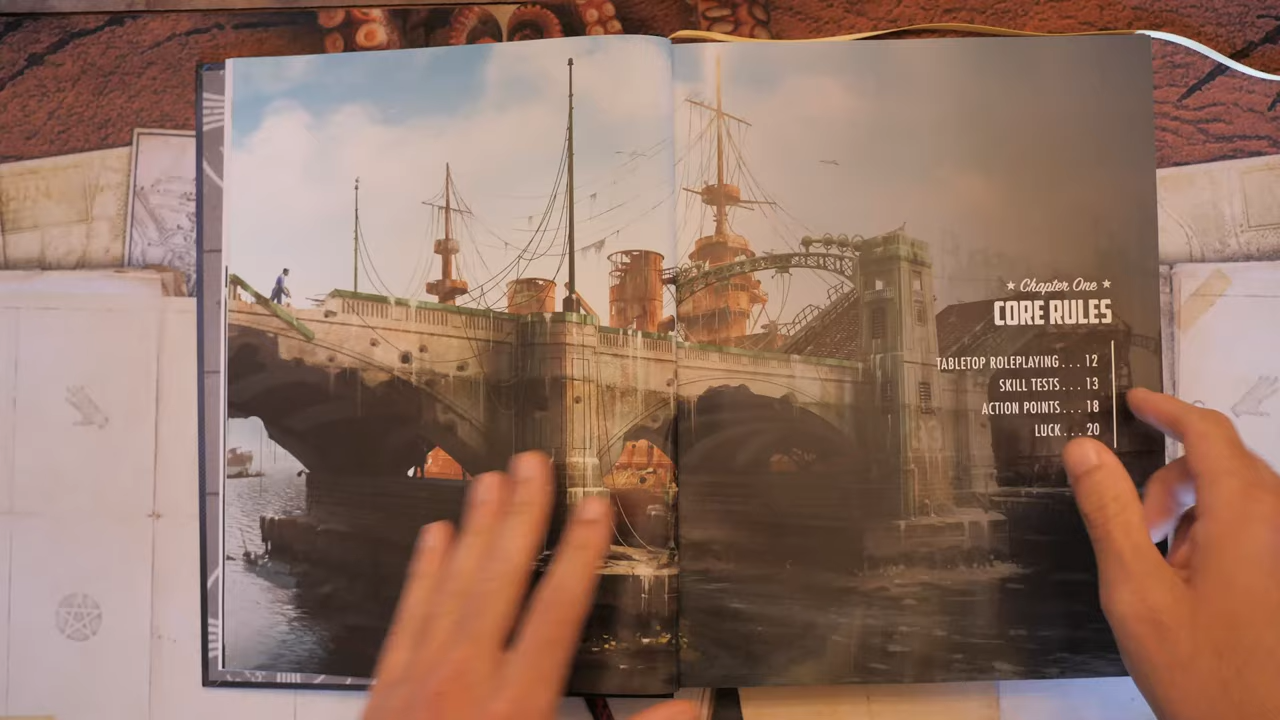 ★ Chapter One ★
CORE RULES
TABLETOP ROLEPLAYING... 12
SKILL TESTS... 13
ACTION POINTS... 18
LUCK... 20